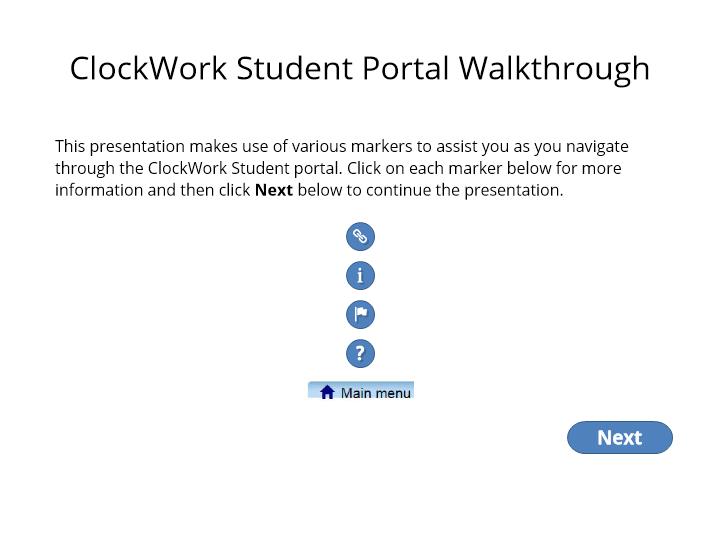 ClockWork Student Portal Walkthrough
This presentation makes use of various markers to assist you as you navigate
through the ClockWork Student portal. Click on each marker below for more
information and then click Next below to continue the presentation.
i
?
Main menu
Next